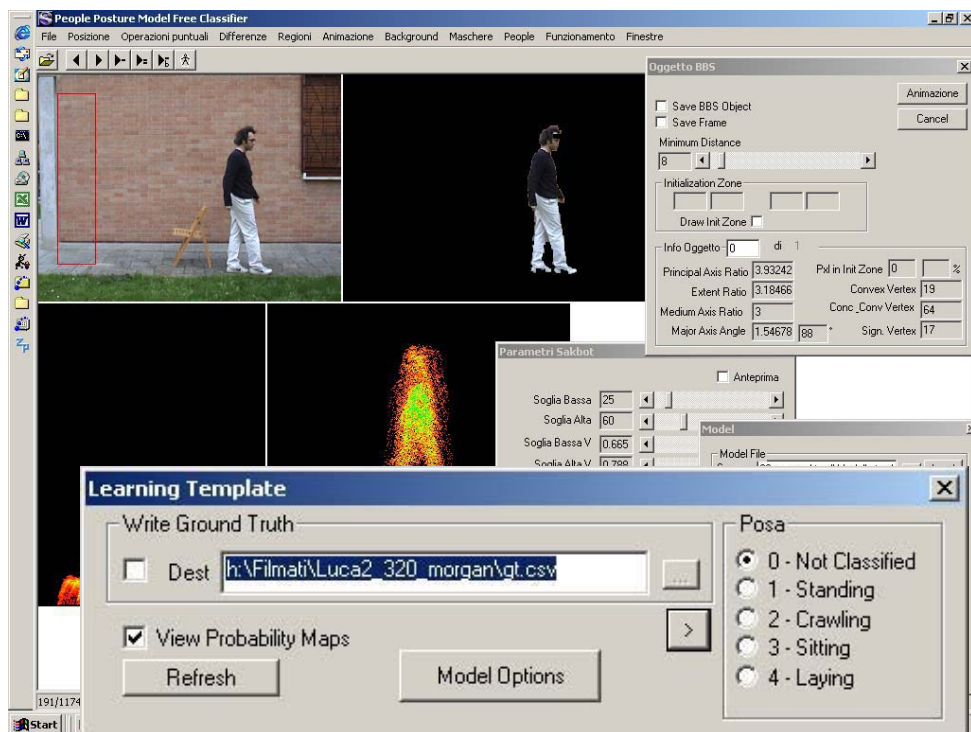 People Posture Model Free Classifier
File Posizione Operazioni puntuali Differenze Regioni Animazione Background Maschere People Funzionamento Finestre
Oggetto BBS
Save BBS Object
Save Frame
Animazione
Cancel
Minimum Distance
8
Initialization Zone
Draw Init Zone
Info Oggetto 0 di 1
Principal Axis Ratio 3.93242
Pxl in Init Zone 0 %
Extent Ratio 3.18466
Convex Vertex 19
Medium Axis Ratio 3
Conc_Conv Vertex 64
Major Axis Angle 1.54678 88 °
Sign. Vertex 17
Parametri Sakbot
Anteprima
Soglia Bassa 25
Soglia Alta 60
Soglia Bassa V 0.665
Soglia Alta V 0.788
Model
Model File
Learning Template
Write Ground Truth
Dest h:\Filmati\Luca2_320_morgan\gt.csv ...
View Probability Maps
>
Refresh
Model Options
Posa
0 - Not Classified
1 - Standing
2 - Crawling
3 - Sitting
4 - Laying
191/1174
Start